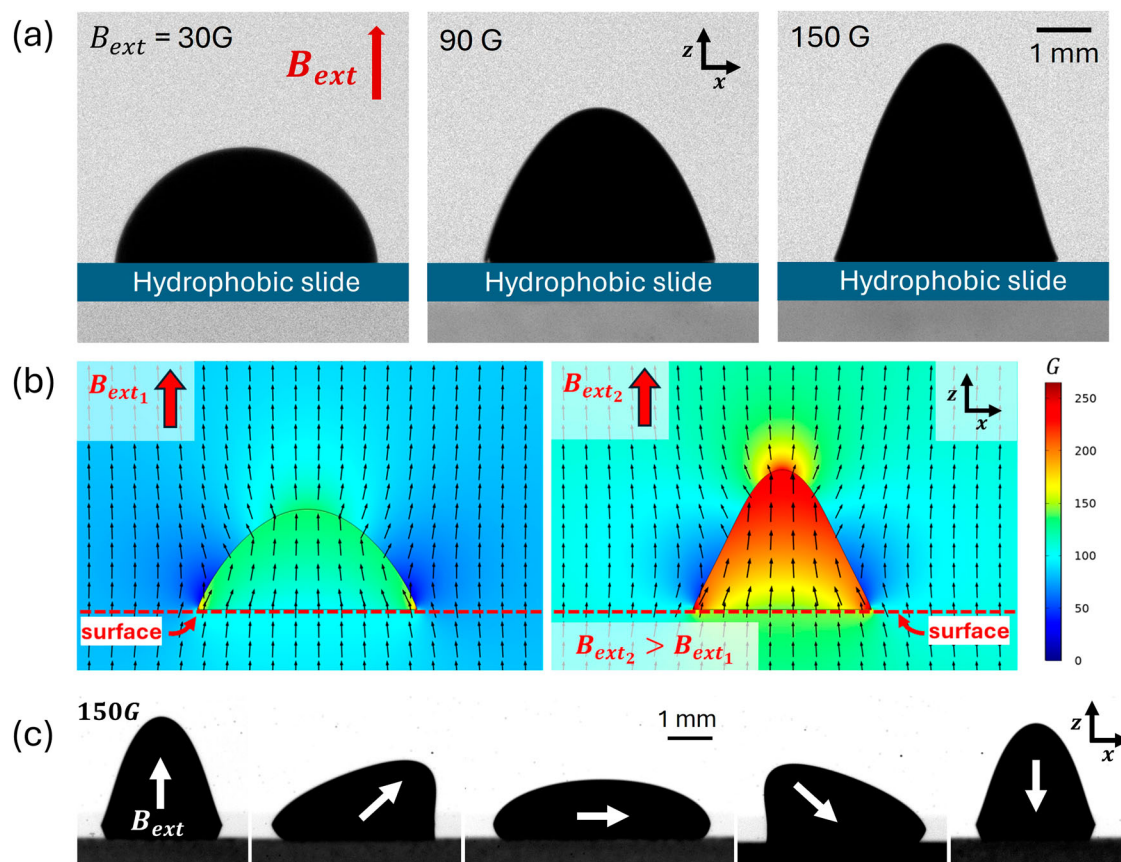 (a)
B_ext = 30G
B_ext
90 G
z
x
150 G
1 mm
Hydrophobic slide
Hydrophobic slide
Hydrophobic slide
(b)
B_ext1
B_ext2
z
x
G
250
200
150
100
50
0
surface
B_ext2 > B_ext1
surface
(c)
150G
B_ext
1 mm
z
x